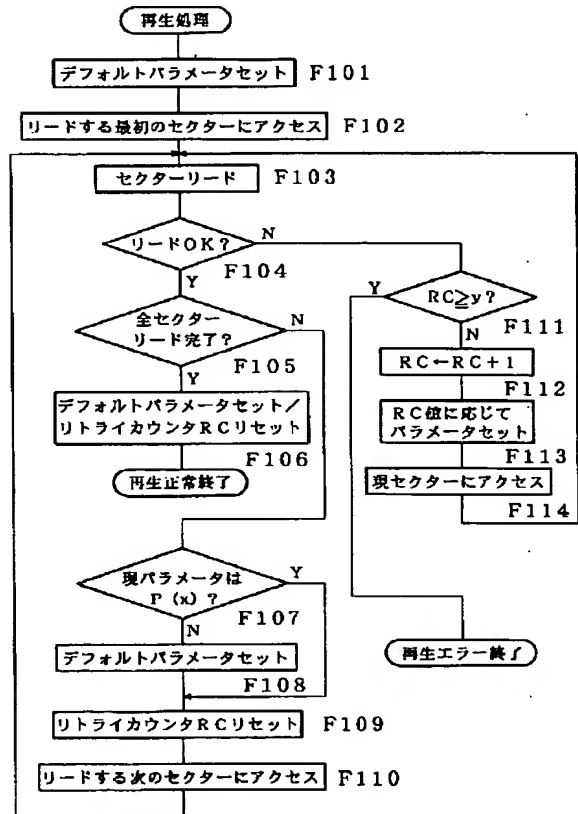 再生処理
デフォルトパラメータセット F101
リードする最初のセクターにアクセス F102
セクターリード F103
リードOK？ N
F104
Y
全セクター
リード完了？ N
F105
Y
デフォルトパラメータセット／
リトライカウンタRCリセット
F106
再生正常終了
現パラメータは
P（x）？ Y
F107
N
デフォルトパラメータセット
F108
リトライカウンタRCリセット F109
リードする次のセクターにアクセス F110
Y RC≧y？
F111
N
RC←RC＋1
F112
RC値に応じて
パラメータセット
F113
現セクターにアクセス
F114
再生エラー終了